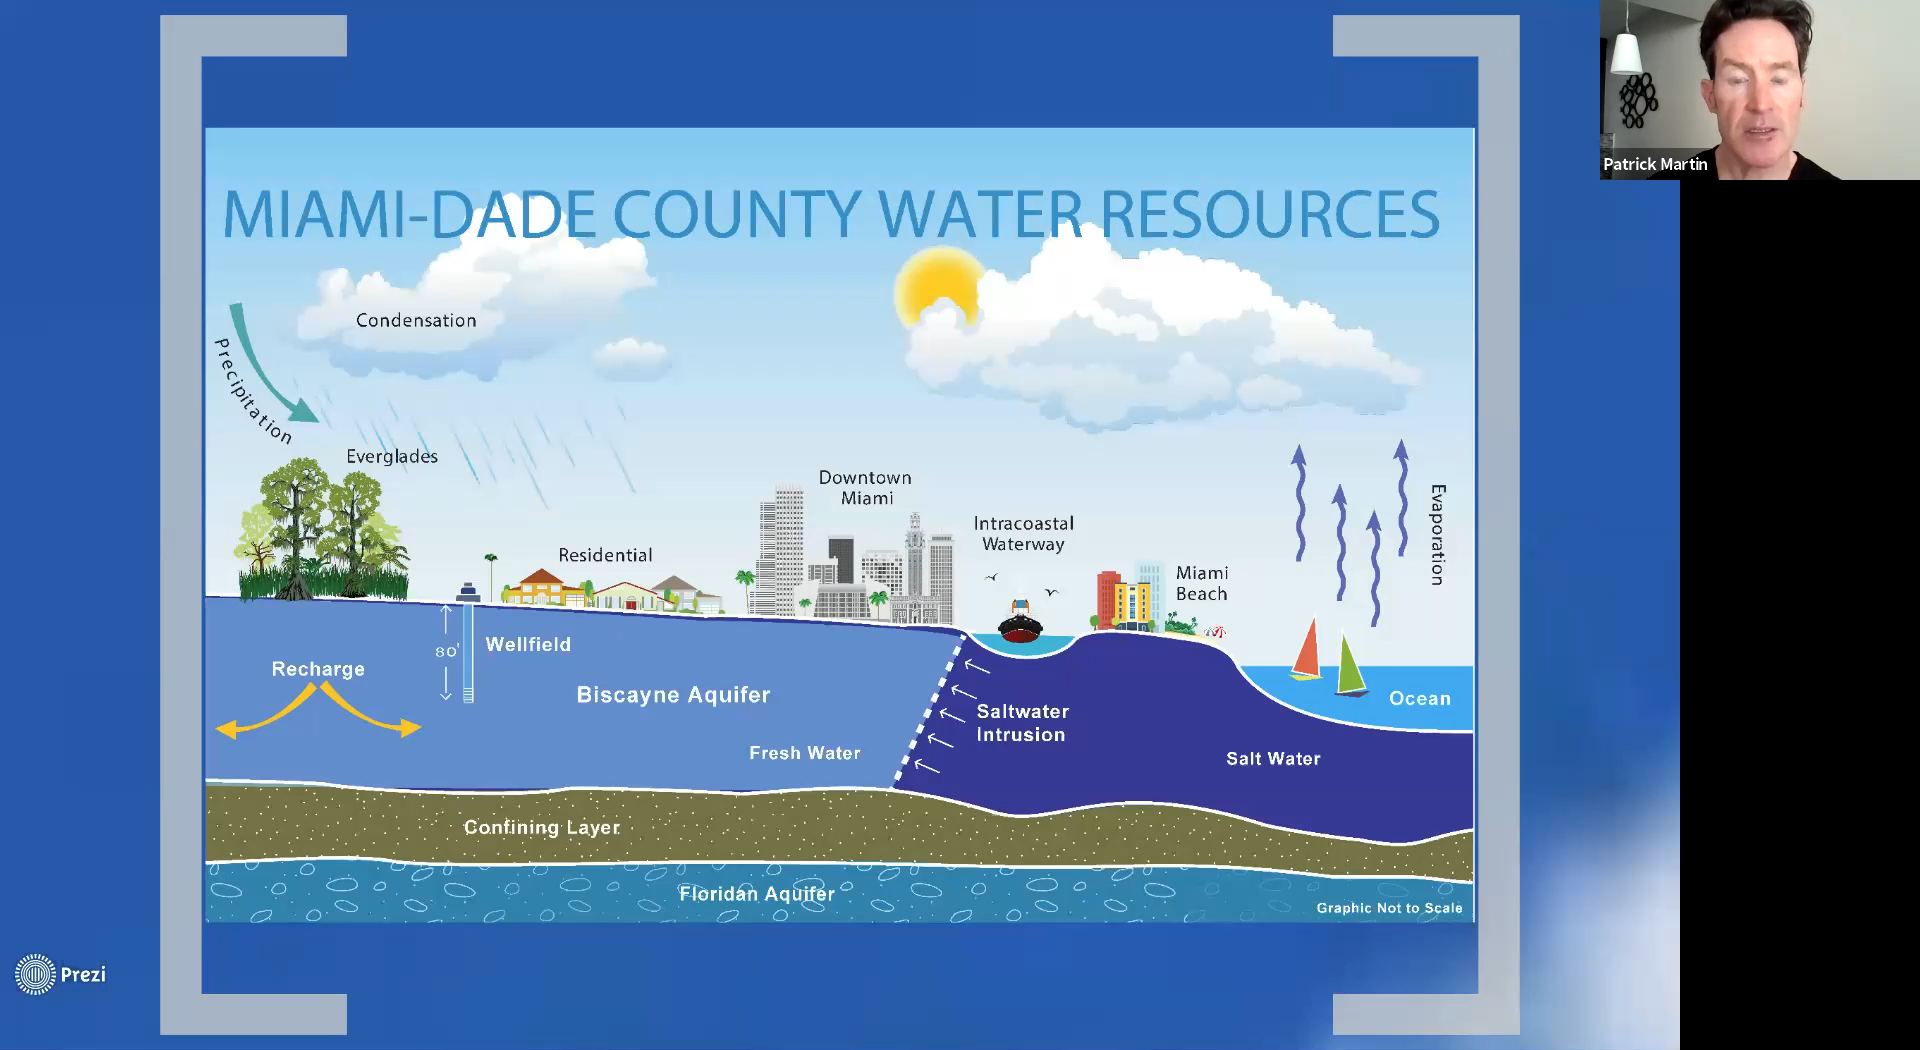 Patrick Martin
MIAMI-DADE COUNTY WATER RESOURCES
Condensation
Precipitation
Everglades
Downtown
Miami
Intracoastal
Waterway
Evaporation
Residential
Miami
Beach
80'
Wellfield
Recharge
Biscayne Aquifer
Saltwater
Intrusion
Ocean
Fresh Water
Salt Water
Confining Layer
Floridan Aquifer
Graphic Not to Scale
Prezi